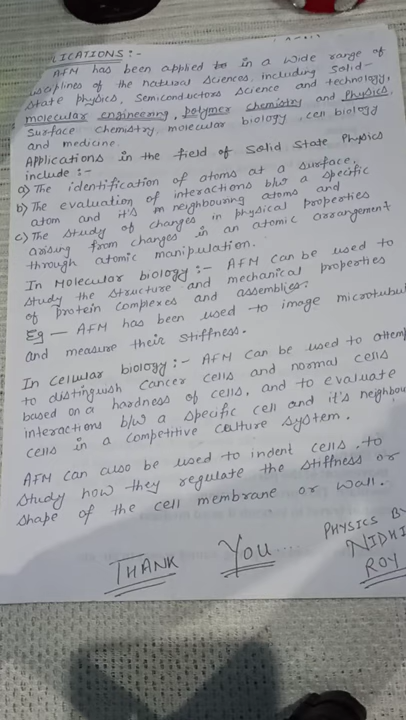 LICATIONS :-
AFM has been applied to in a wide range of
disciplines of the natural sciences, including Solid-
state physics, semiconductors science and technology,
molecular engineering, polymer chemistry and physics,
Surface chemistry, molecular biology, cell biology
and medicine.
Applications in the field of Solid State Physics
include :-
a) The identification of atoms at a surface.
b) The evaluation of interactions b/w a specific
atom and it's neighbouring atoms and
c) The study of changes in physical properties
arising from changes in an atomic arrangement
through atomic manipulation.
In Molecular biology :- AFM can be used to
study the structure and mechanical properties
of protein complexes and assemblies.
Eg — AFM has been used to image microtubul
and measure their stiffness.
In Cellular biology :- AFM can be used to attem
to distinguish cancer cells and normal cells
based on a hardness of cells, and to evaluate
interactions b/w a specific cell and it's neighbou
cells in a competitive culture system.
AFM can also be used to indent cells, to
study how they regulate the stiffness or
shape of the cell membrane or wall.
THANK YOU ....
PHYSICS BY
NIDHI
ROY